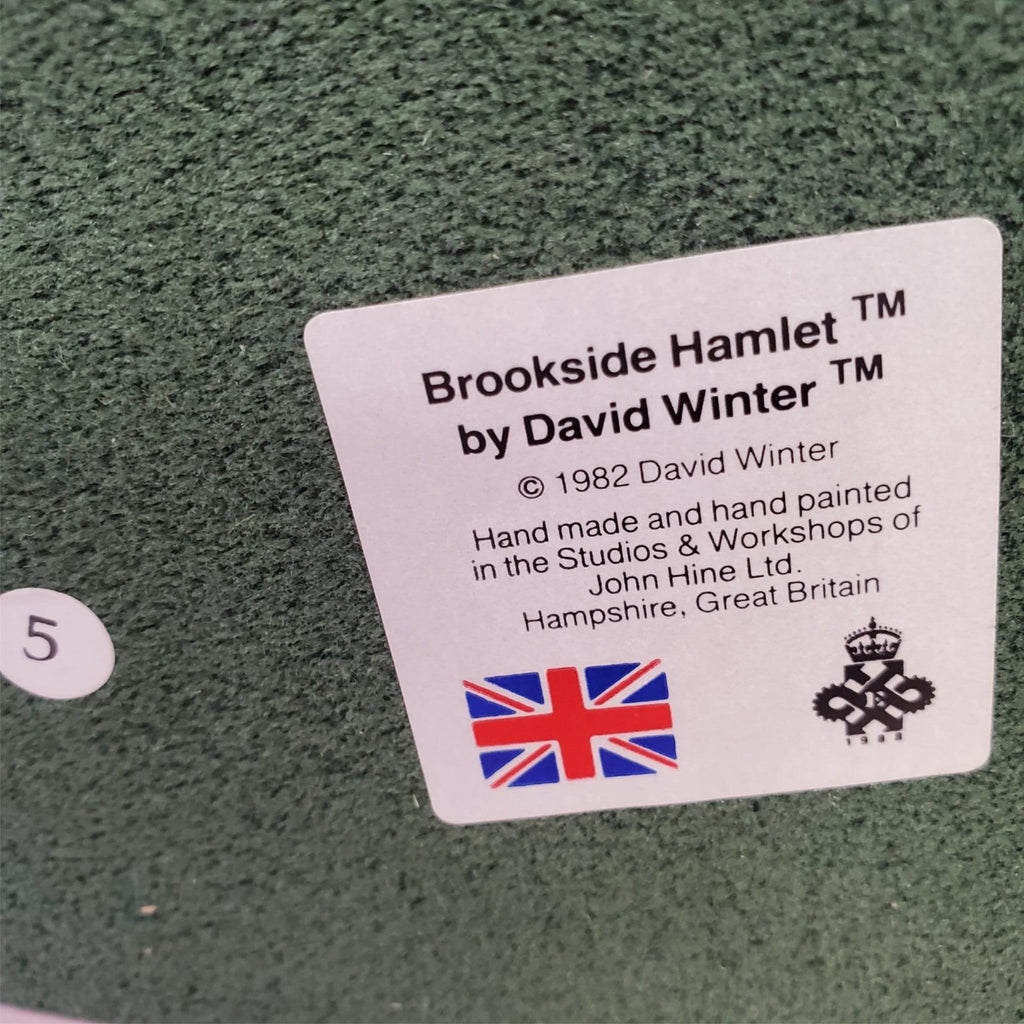 Brookside Hamlet ™
by David Winter ™
© 1982 David Winter
Hand made and hand painted
in the Studios & Workshops of
John Hine Ltd.
Hampshire, Great Britain
5